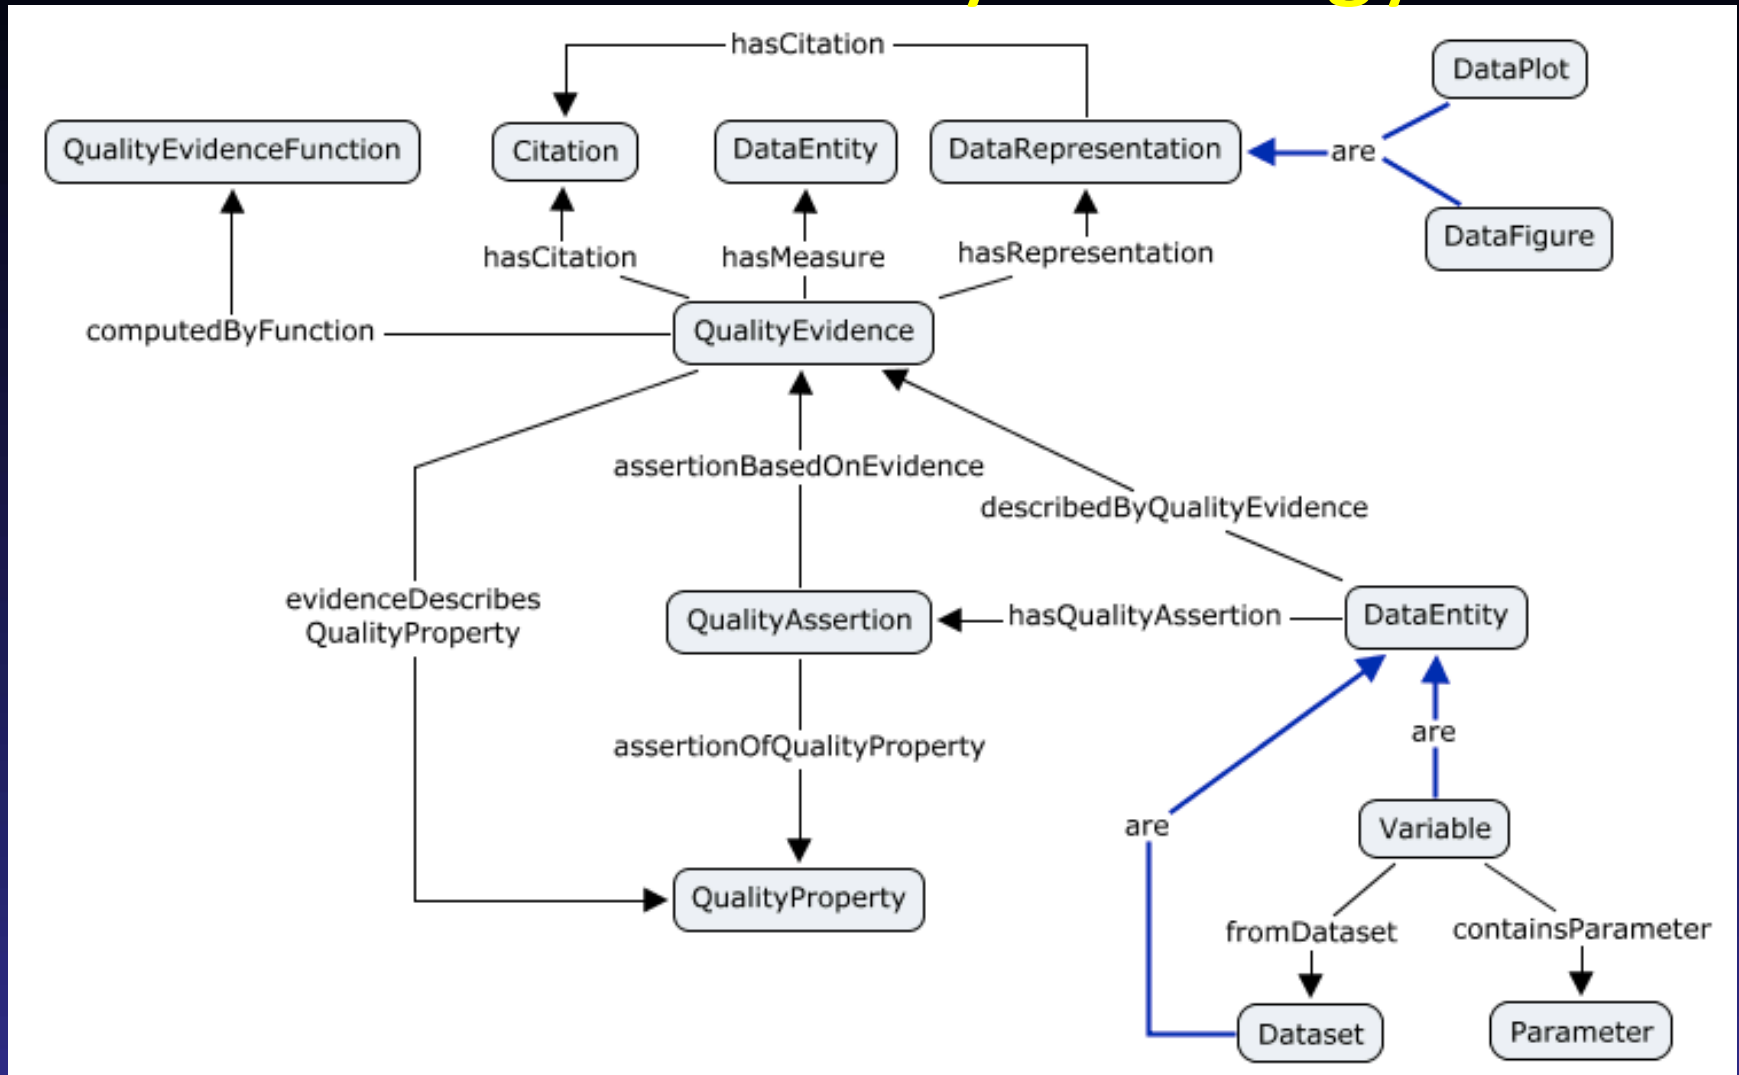 hasCitation
DataPlot
QualityEvidenceFunction
Citation
DataEntity
DataRepresentation
are
DataFigure
hasCitation
hasMeasure
hasRepresentation
computedByFunction
QualityEvidence
assertionBasedOnEvidence
describedByQualityEvidence
evidenceDescribes
QualityProperty
QualityAssertion
hasQualityAssertion
DataEntity
are
assertionOfQualityProperty
are
Variable
QualityProperty
fromDataset
containsParameter
Dataset
Parameter